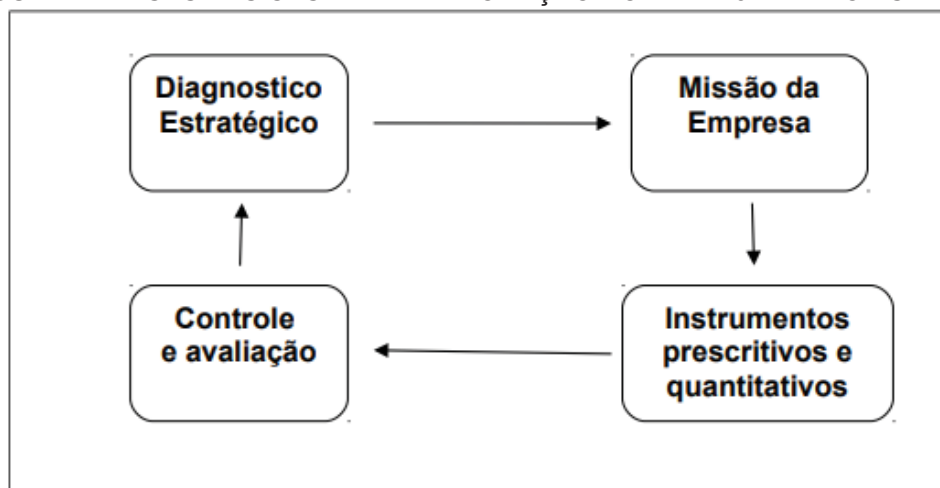 Diagnostico
Estratégico
Missão da
Empresa
Controle
e avaliação
Instrumentos
prescritivos e
quantitativos